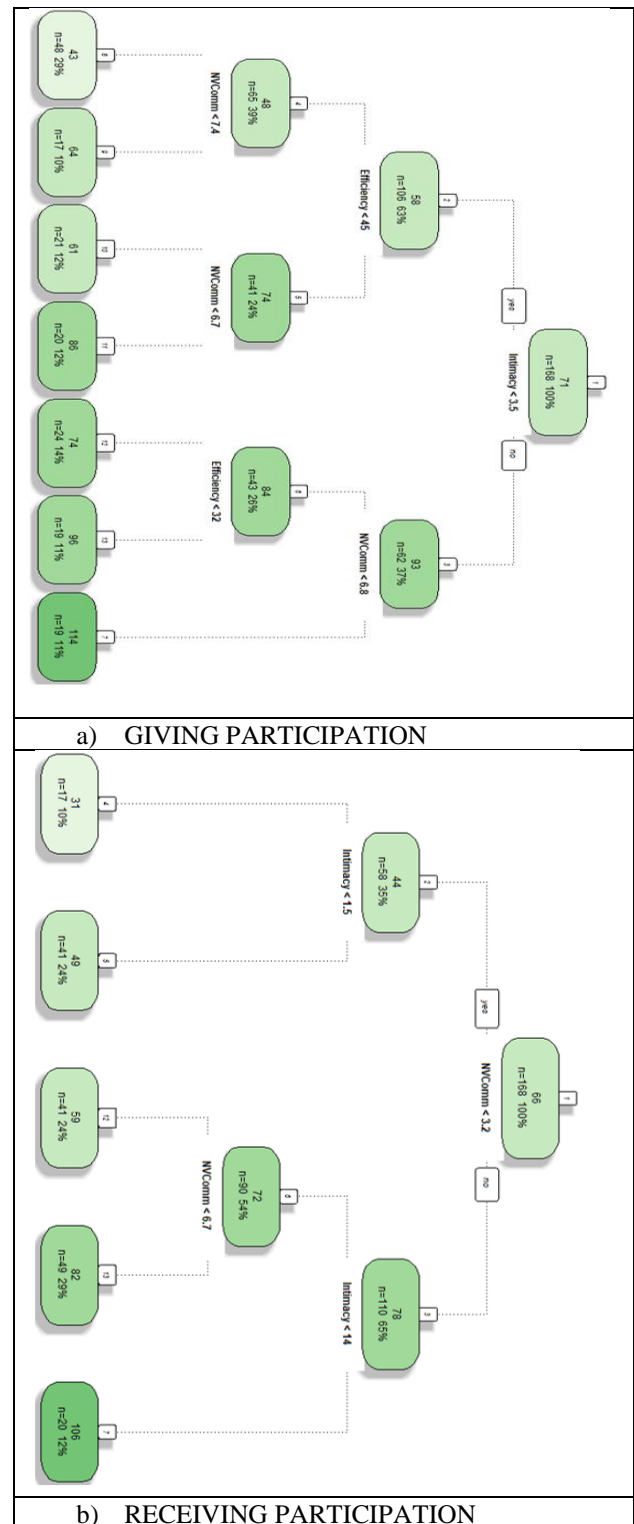 1
71
n=168 100%
Intimacy < 3.5
yes
no
2
58
n=106 63%
Efficiency < 45
3
93
n=62 37%
NVComm < 6.8
4
48
n=65 39%
NVComm < 7.4
5
74
n=41 24%
NVComm < 6.7
6
84
n=43 26%
Efficiency < 32
8
43
n=48 29%
9
64
n=17 10%
10
61
n=21 12%
11
86
n=20 12%
12
74
n=24 14%
13
96
n=19 11%
7
114
n=19 11%
a) GIVING PARTICIPATION
1
66
n=168 100%
NVComm < 3.2
yes
no
2
44
n=58 35%
Intimacy < 1.5
3
78
n=110 65%
Intimacy < 14
6
72
n=90 54%
NVComm < 6.7
4
31
n=17 10%
5
49
n=41 24%
12
59
n=41 24%
13
82
n=49 29%
7
106
n=20 12%
b) RECEIVING PARTICIPATION